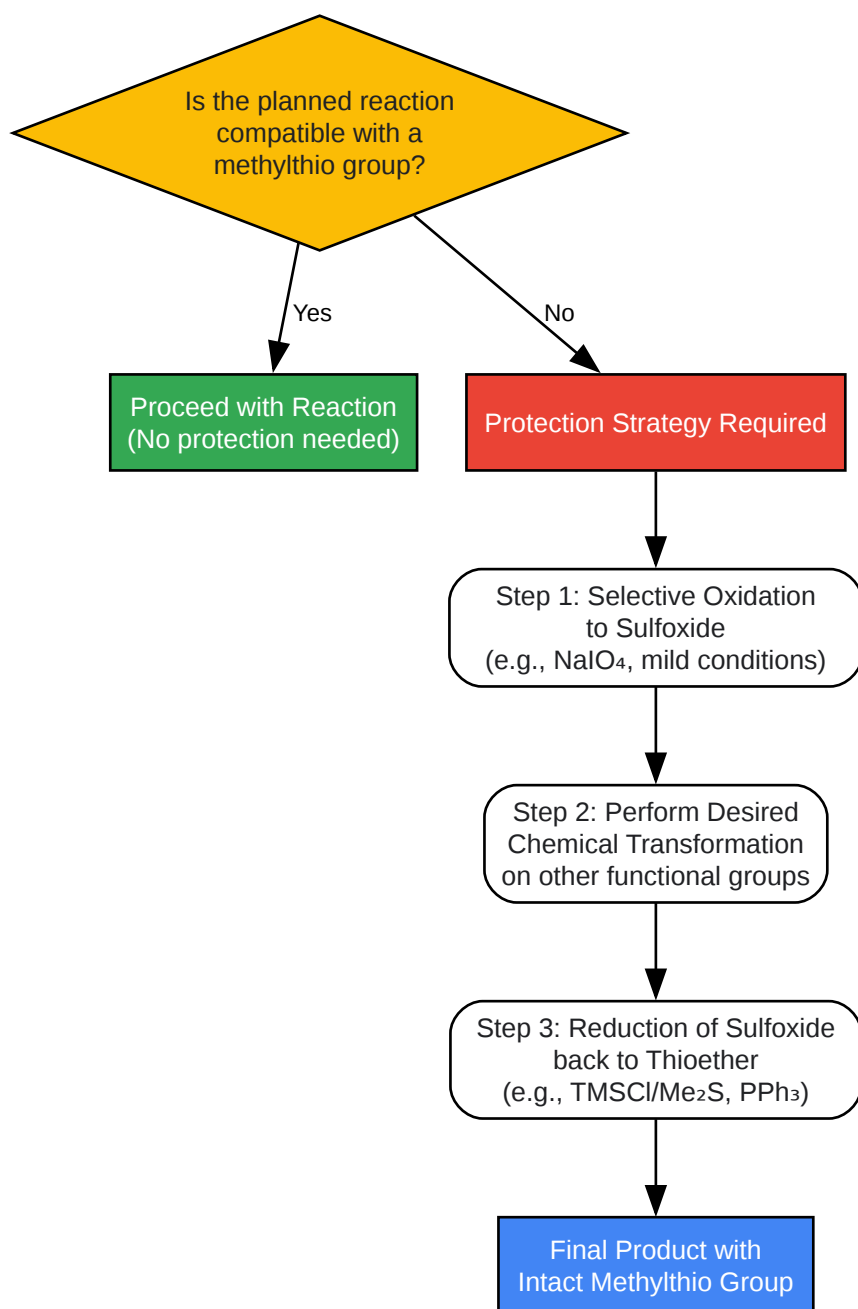 Is the planned reaction
compatible with a
methylthio group?
Yes
No
Proceed with Reaction
(No protection needed)
Protection Strategy Required
Step 1: Selective Oxidation
to Sulfoxide
(e.g., NaIO₄, mild conditions)
Step 2: Perform Desired
Chemical Transformation
on other functional groups
Step 3: Reduction of Sulfoxide
back to Thioether
(e.g., TMSCl/Me₂S, PPh₃)
Final Product with
Intact Methylthio Group